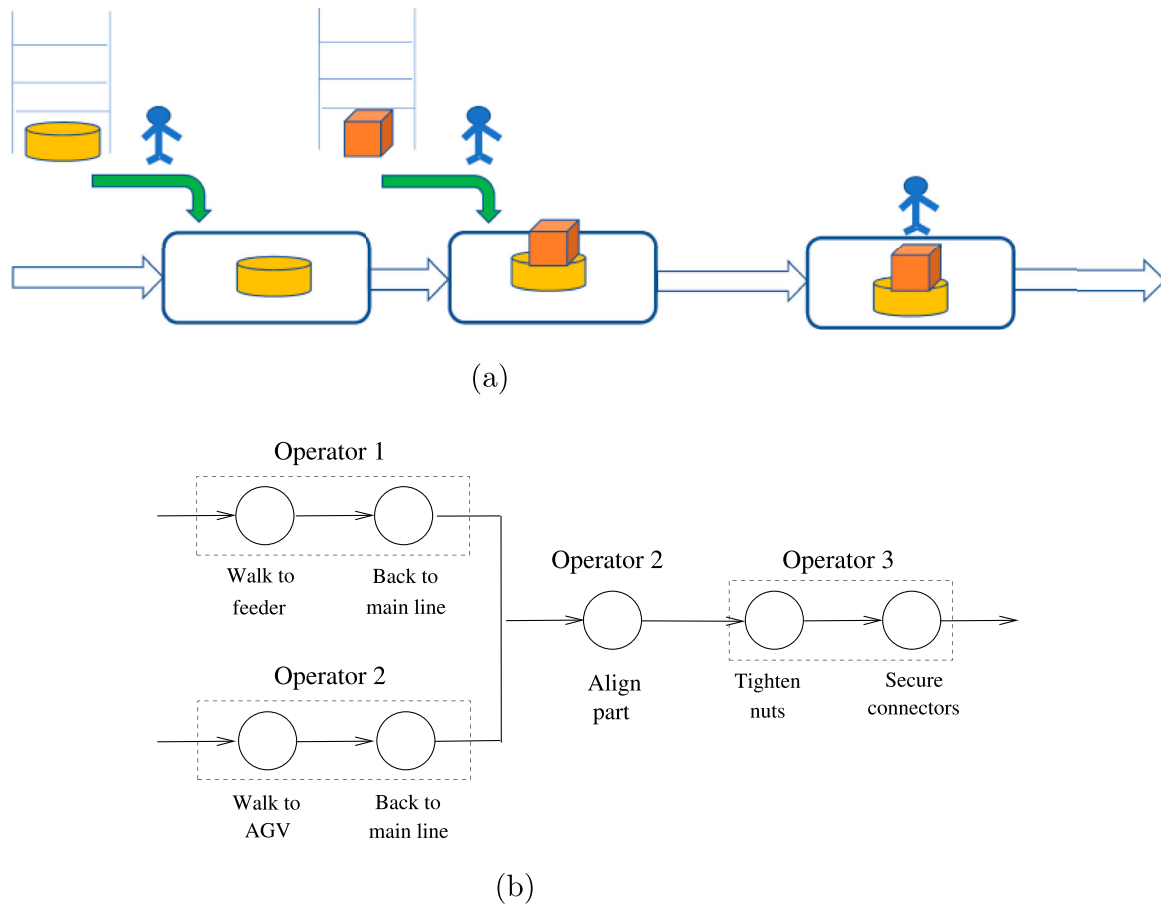 (a)
Operator 1
Walk to
feeder
Back to
main line
Operator 2
Align
part
Operator 3
Tighten
nuts
Secure
connectors
Operator 2
Walk to
AGV
Back to
main line
(b)